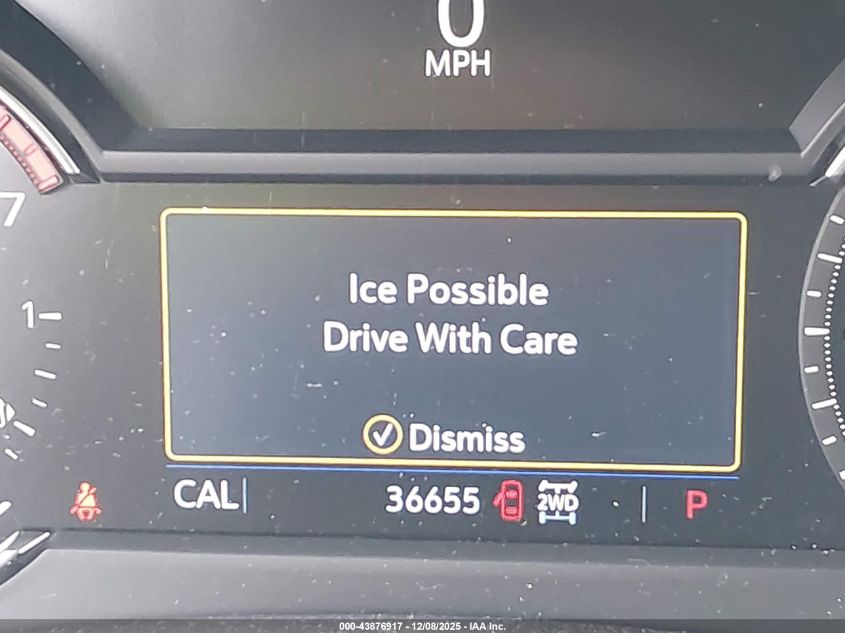 0
MPH
7
1
Ice Possible
Drive With Care
Dismiss
CAL
36655
2WD
P
000-43876917 - 12/08/2025 - IAA Inc.